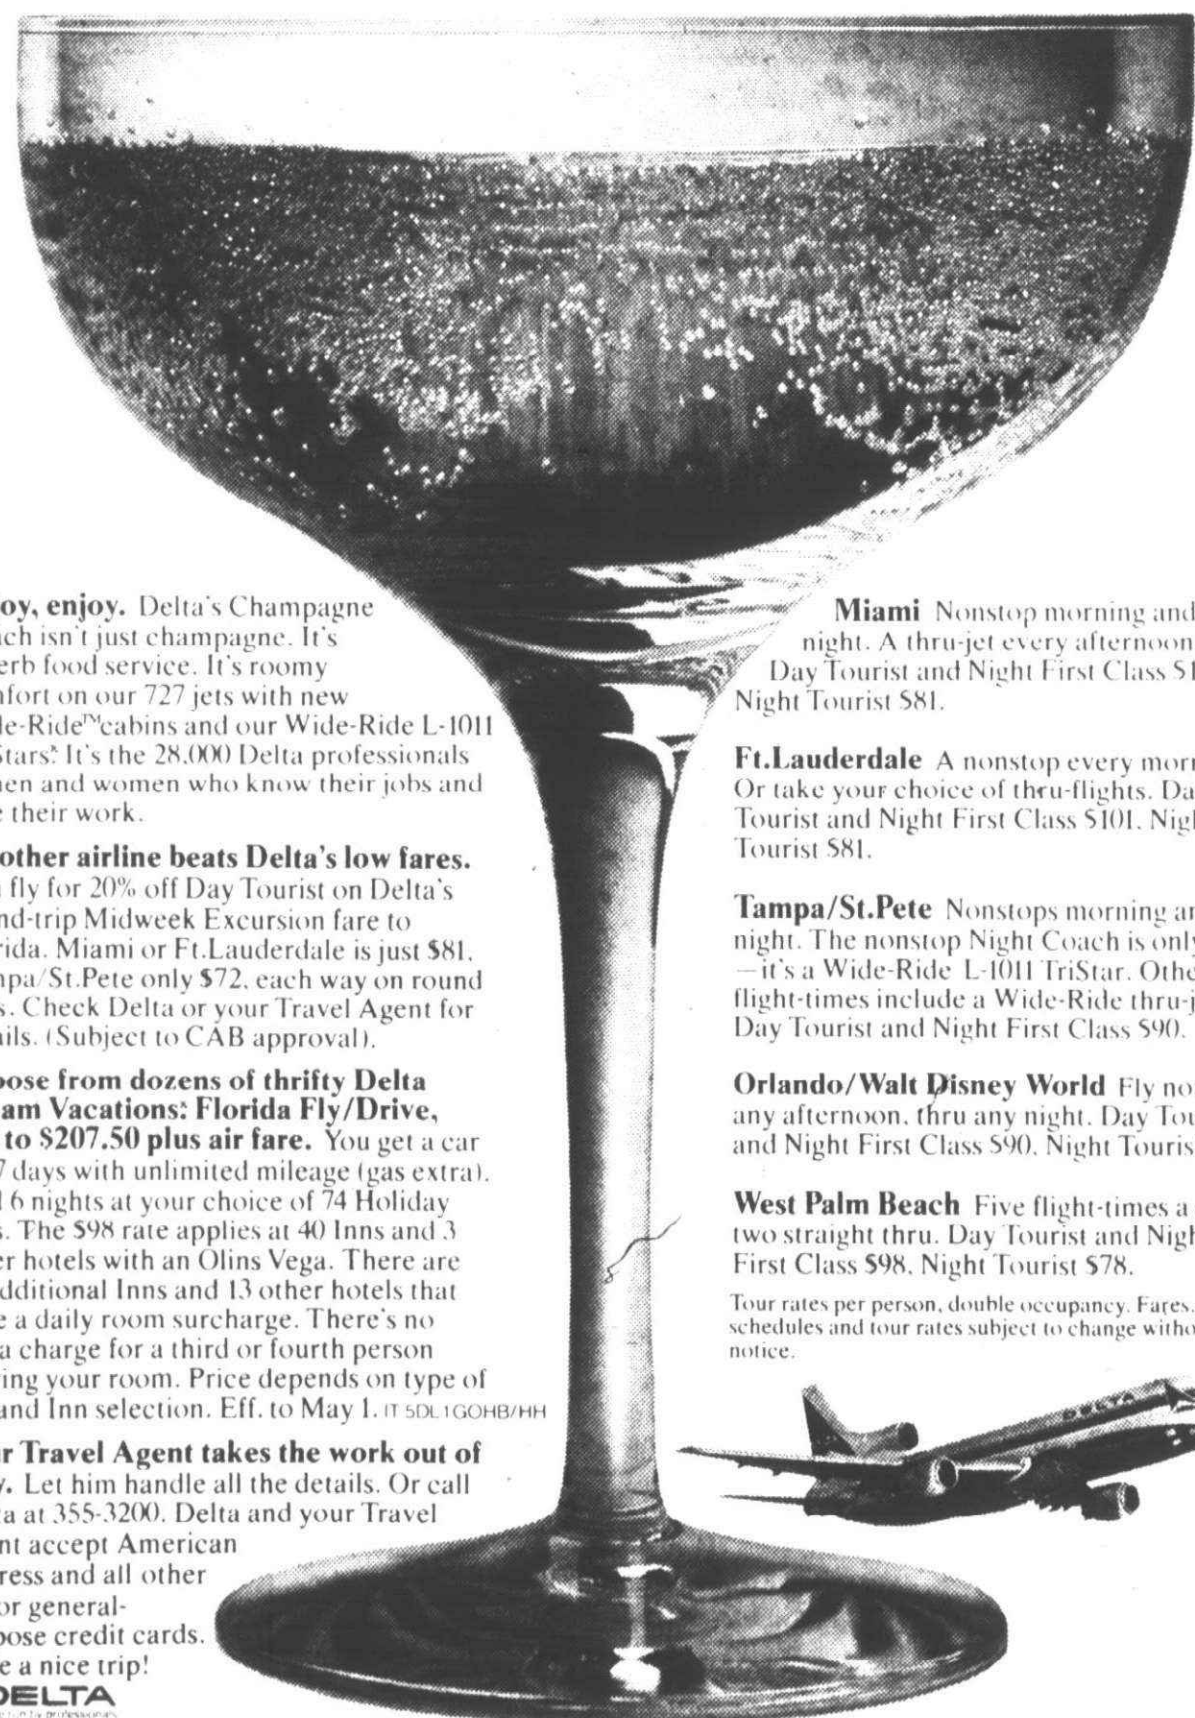 oy, enjoy. Delta's Champagne
ach isn't just champagne. It's
erb food service. It's roomy
nfort on our 727 jets with new
de-Ride™ cabins and our Wide-Ride L-1011
Stars.* It's the 28,000 Delta professionals
nen and women who know their jobs and
e their work.
other airline beats Delta's low fares.
fly for 20% off Day Tourist on Delta's
nd-trip Midweek Excursion fare to
rida. Miami or Ft.Lauderdale is just $81,
npa/St.Pete only $72, each way on round
s. Check Delta or your Travel Agent for
ails. (Subject to CAB approval).
oose from dozens of thrifty Delta
am Vacations:* Florida Fly/Drive,
to $207.50 plus air fare. You get a car
7 days with unlimited mileage (gas extra).
l 6 nights at your choice of 74 Holiday
s. The $98 rate applies at 40 Inns and 3
er hotels with an Olins Vega. There are
dditional Inns and 13 other hotels that
e a daily room surcharge. There's no
a charge for a third or fourth person
ing your room. Price depends on type of
and Inn selection. Eff. to May 1. IT 5DL1GOHB/HH
r Travel Agent takes the work out of
y. Let him handle all the details. Or call
ta at 355-3200. Delta and your Travel
nt accept American
ress and all other
or general-
pose credit cards.
e a nice trip!
DELTA
run by professionals
Miami Nonstop morning and
night. A thru-jet every afternoon
Day Tourist and Night First Class $1
Night Tourist $81.
Ft.Lauderdale A nonstop every morn
Or take your choice of thru-flights. Da
Tourist and Night First Class $101. Nigh
Tourist $81.
Tampa/St.Pete Nonstops morning an
night. The nonstop Night Coach is only
—it's a Wide-Ride L-1011 TriStar. Othe
flight-times include a Wide-Ride thru-j
Day Tourist and Night First Class $90.
Orlando/Walt Disney World Fly no
any afternoon, thru any night. Day Tou
and Night First Class $90, Night Touris
West Palm Beach Five flight-times a
two straight thru. Day Tourist and Nigh
First Class $98, Night Tourist $78.
Tour rates per person, double occupancy. Fares,
schedules and tour rates subject to change witho
notice.
DELTA